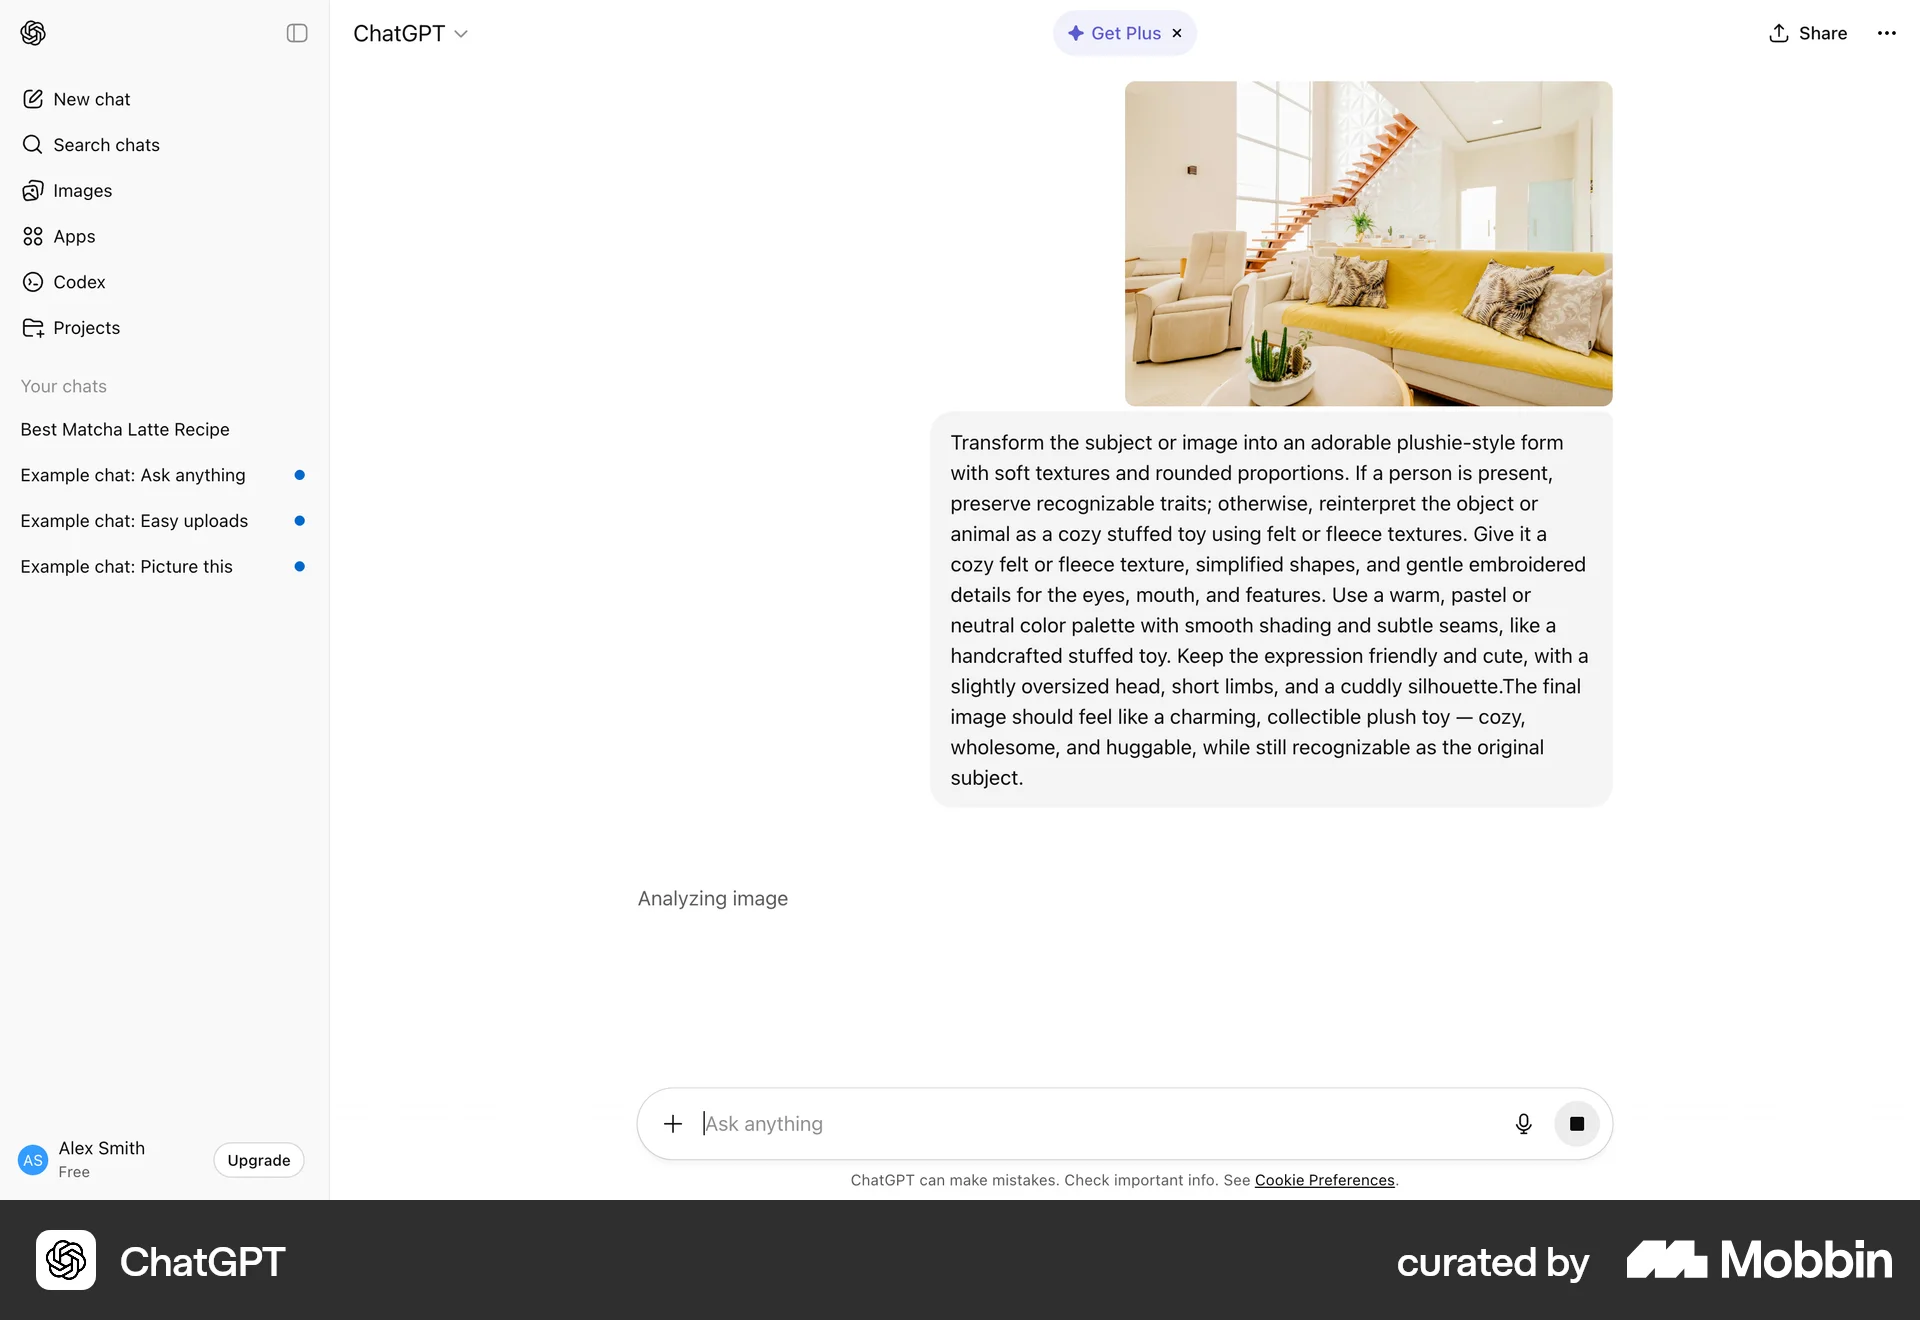 ChatGPT
Get Plus
Share
New chat
Search chats
Images
Apps
Codex
Projects
Your chats
Best Matcha Latte Recipe
Example chat: Ask anything
Example chat: Easy uploads
Example chat: Picture this
Transform the subject or image into an adorable plushie-style form
with soft textures and rounded proportions. If a person is present,
preserve recognizable traits; otherwise, reinterpret the object or
animal as a cozy stuffed toy using felt or fleece textures. Give it a
cozy felt or fleece texture, simplified shapes, and gentle embroidered
details for the eyes, mouth, and features. Use a warm, pastel or
neutral color palette with smooth shading and subtle seams, like a
handcrafted stuffed toy. Keep the expression friendly and cute, with a
slightly oversized head, short limbs, and a cuddly silhouette.The final
image should feel like a charming, collectible plush toy — cozy,
wholesome, and huggable, while still recognizable as the original
subject.
Analyzing image
Ask anything
ChatGPT can make mistakes. Check important info. See Cookie Preferences.
AS
Alex Smith
Free
Upgrade
ChatGPT
curated by
Mobbin